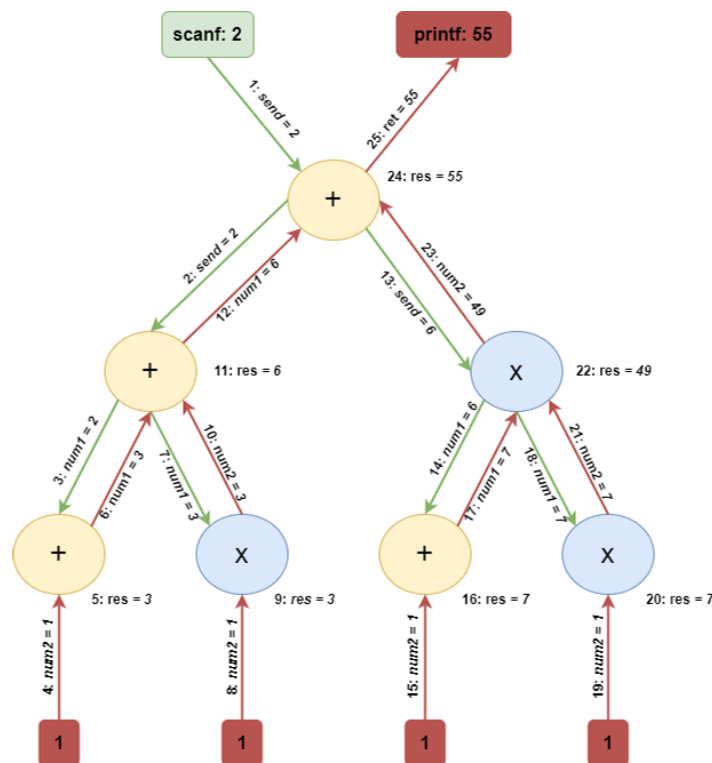 scanf: 2
printf: 55
1: send = 2
25: ret = 55
+
24: res = 55
2: send = 2
12: num1 = 6
13: send = 6
23: num2 = 49
+
11: res = 6
x
22: res = 49
3: num1 = 2
6: num1 = 3
7: num1 = 3
10: num2 = 3
14: num1 = 6
17: num1 = 7
18: num1 = 7
21: num2 = 7
+
5: res = 3
x
9: res = 3
+
16: res = 7
x
20: res = 7
4: num2 = 1
8: num2 = 1
15: num2 = 1
19: num2 = 1
1
1
1
1